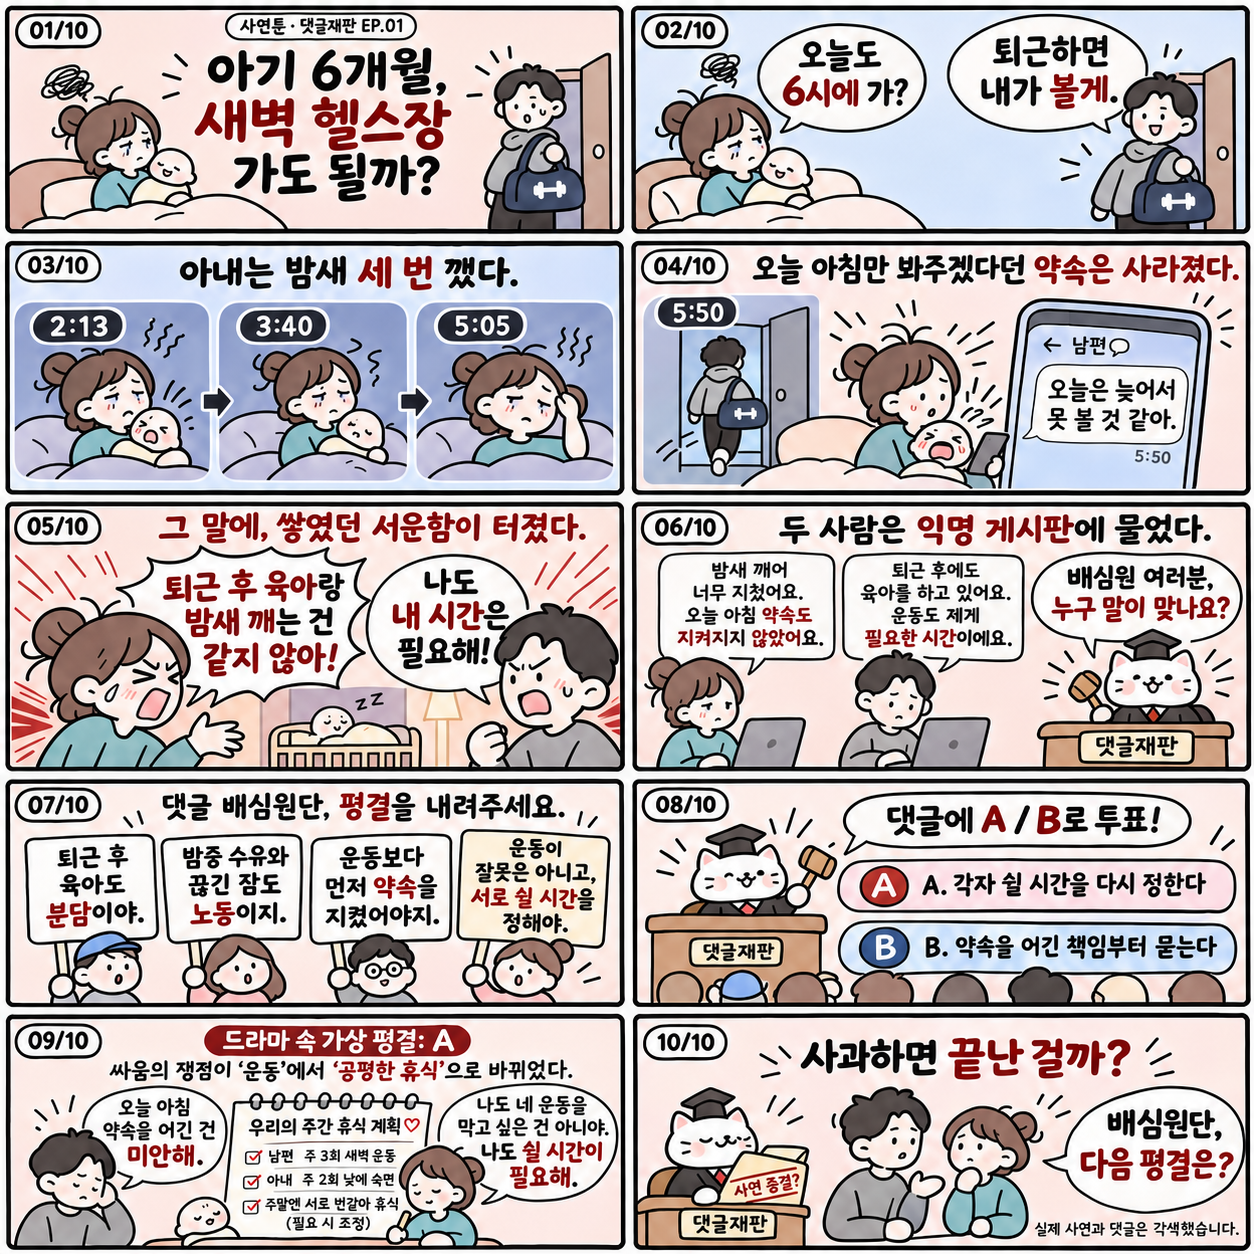 01/10
사연툰 · 댓글재판 EP.01
아기 6개월,
새벽 헬스장
가도 될까?
02/10
오늘도
6시에 가?
퇴근하면
내가 볼게.
03/10
아내는 밤새 세 번 깼다.
2:13
3:40
5:05
04/10
오늘 아침만 봐주겠다던 약속은 사라졌다.
5:50
← 남편
오늘은 늦어서
못 볼 것 같아.
5:50
05/10
그 말에, 쌓였던 서운함이 터졌다.
퇴근 후 육아랑
밤새 깨는 건
같지 않아!
나도
내 시간은
필요해!
zz
06/10
두 사람은 익명 게시판에 물었다.
밤새 깨어
너무 지쳤어요.
오늘 아침 약속도
지켜지지 않았어요.
퇴근 후에도
육아를 하고 있어요.
운동도 제게
필요한 시간이에요.
배심원 여러분,
누구 말이 맞나요?
댓글재판
07/10
댓글 배심원단, 평결을 내려주세요.
퇴근 후
육아도
분담이야.
밤중 수유와
끊긴 잠도
노동이지.
운동보다
먼저 약속을
지켰어야지.
운동이
잘못은 아니고,
서로 쉴 시간을
정해야.
08/10
댓글에 A / B로 투표!
A A. 각자 쉴 시간을 다시 정한다
B B. 약속을 어긴 책임부터 묻는다
댓글재판
09/10
드라마 속 가상 평결: A
싸움의 쟁점이 '운동'에서 '공평한 휴식'으로 바뀌었다.
오늘 아침
약속을 어긴 건
미안해.
우리의 주간 휴식 계획♡
남편 주 3회 새벽 운동
아내 주 2회 낮에 숙면
주말엔 서로 번갈아 휴식
(필요 시 조정)
나도 네 운동을
막고 싶은 건 아니야.
나도 쉴 시간이
필요해.
10/10
사과하면 끝난 걸까?
사연 종결?
댓글재판
배심원단,
다음 평결은?
실제 사연과 댓글은 각색했습니다.